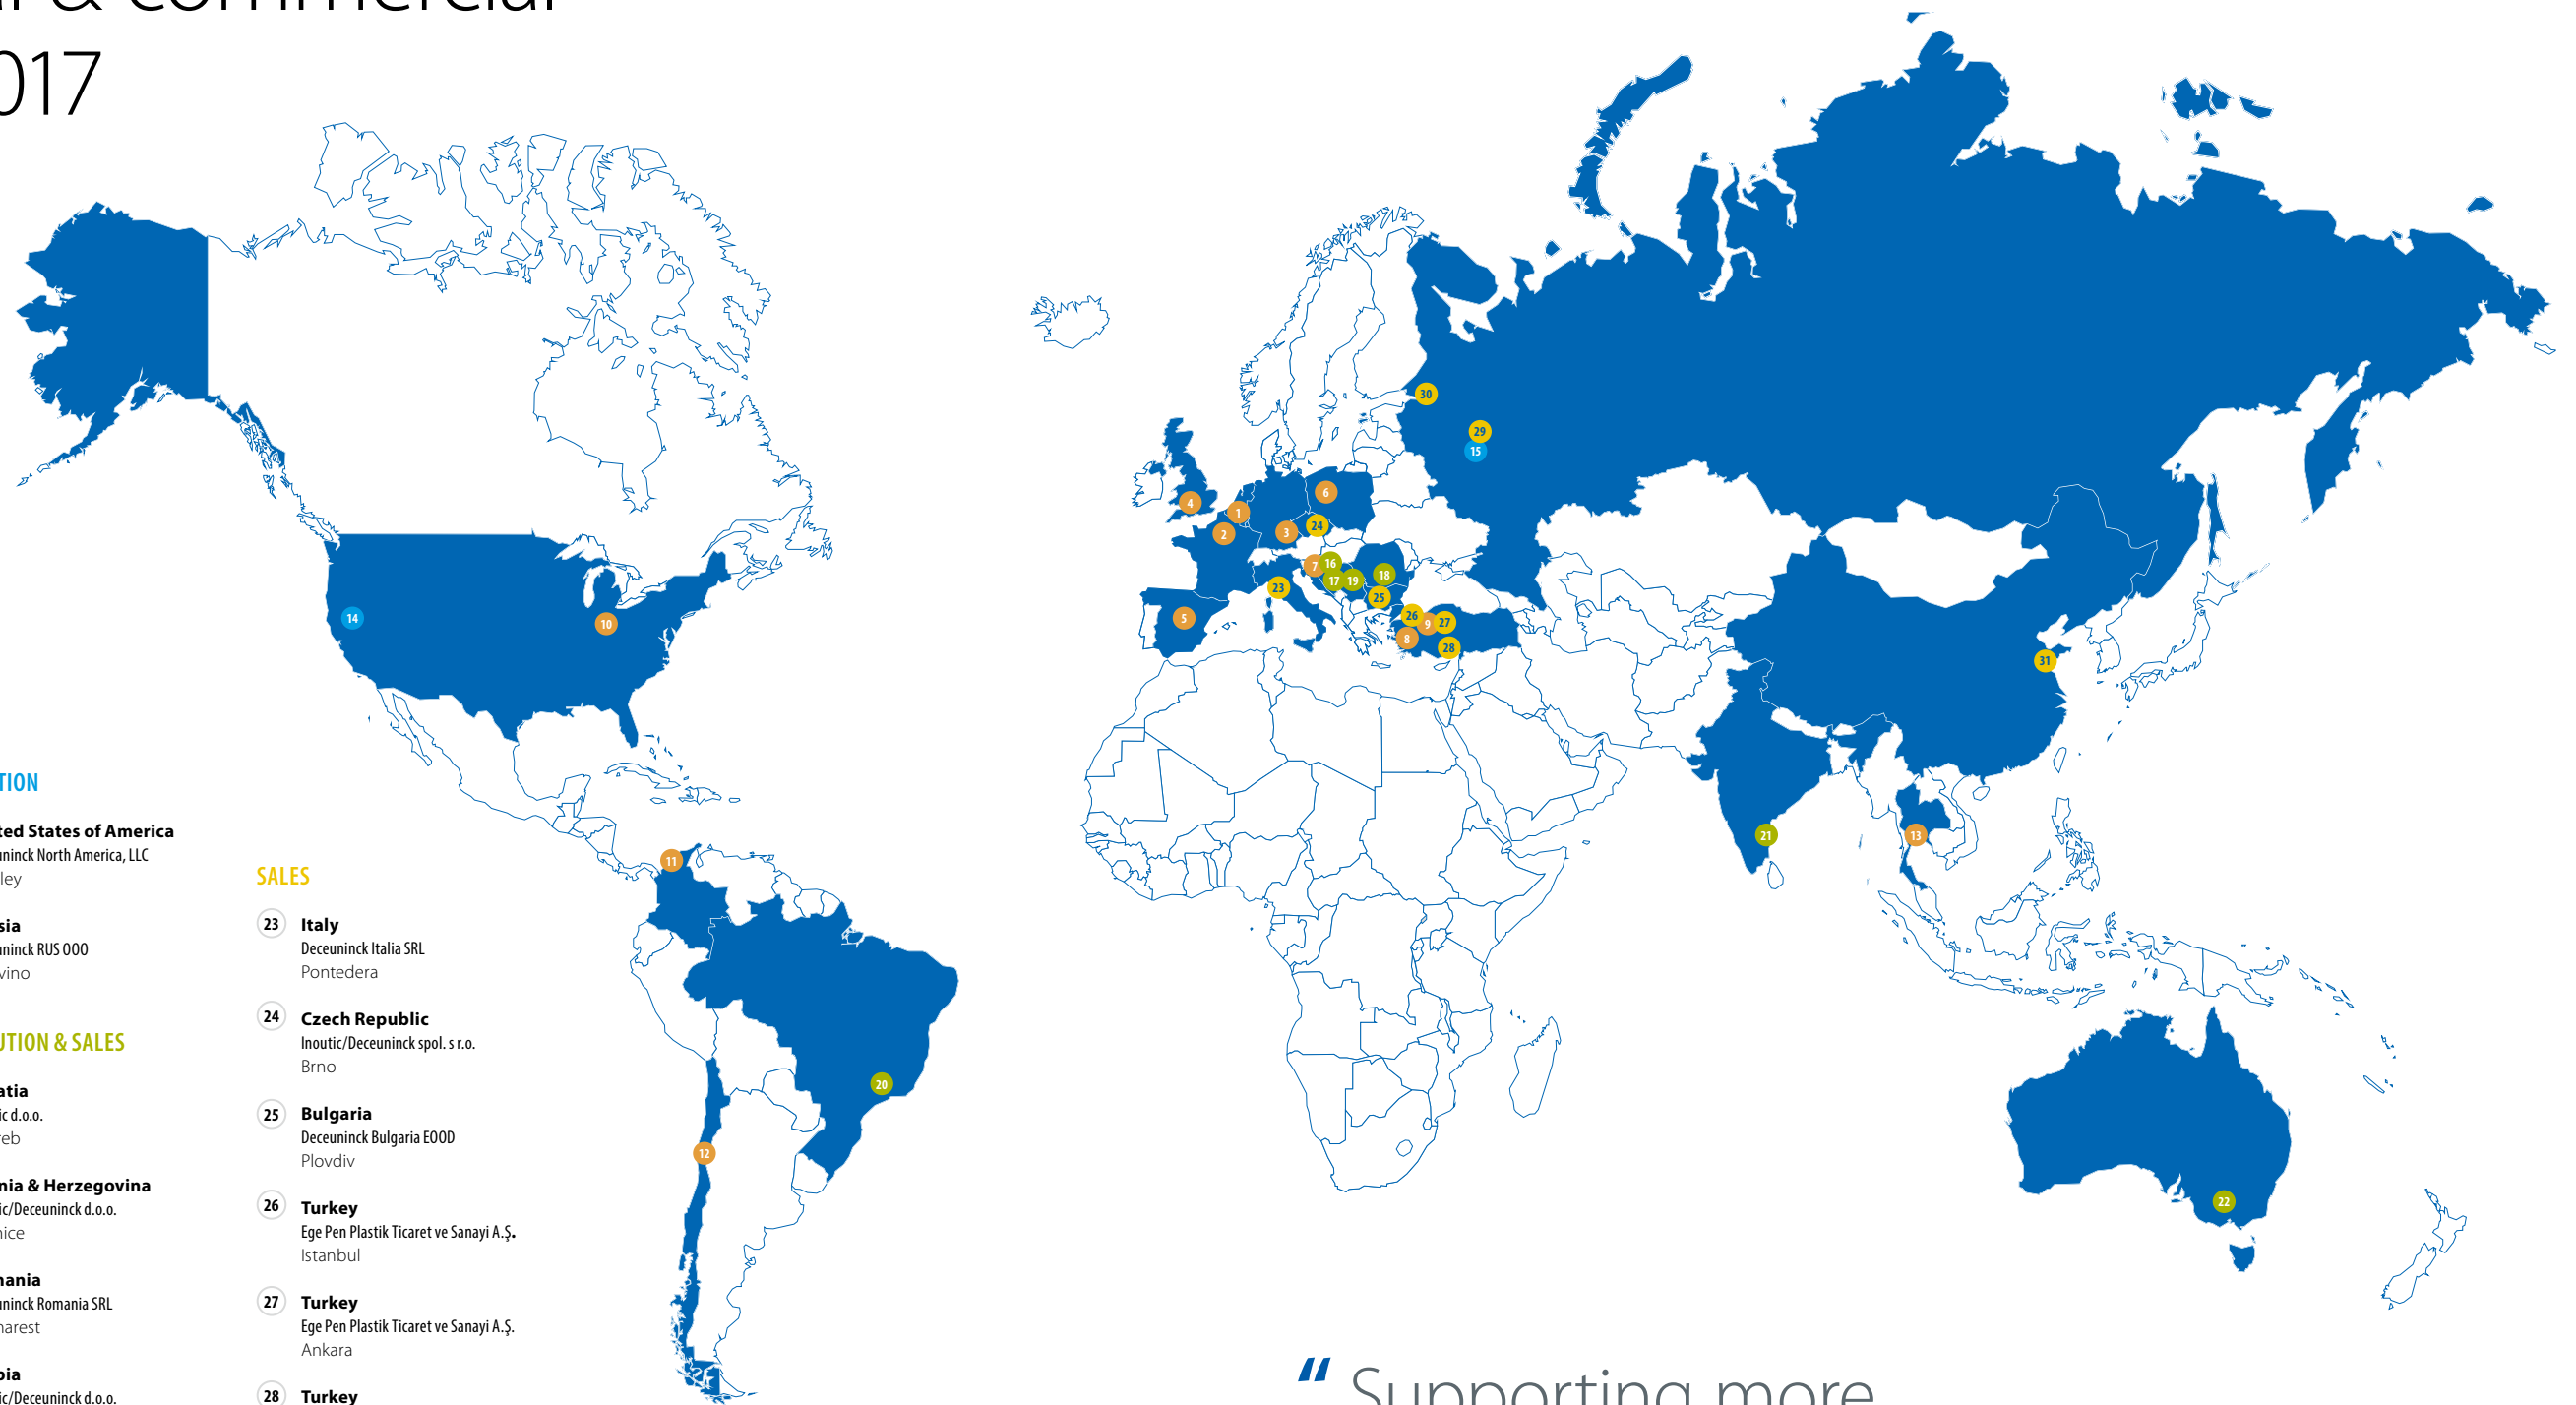 al & commercial
017
TION
ted States of America
uninck North America, LLC
ley
sia
uninck RUS OOO
vino
UTION & SALES
atia
ic d.o.o.
reb
nia & Herzegovina
ic/Deceuninck d.o.o.
nice
nania
uninck Romania SRL
harest
bia
ic/Deceuninck d.o.o.
SALES
23 Italy
Deceuninck Italia SRL
Pontedera
24 Czech Republic
Inoutic/Deceuninck spol. s r.o.
Brno
25 Bulgaria
Deceuninck Bulgaria EOOD
Plovdiv
26 Turkey
Ege Pen Plastik Ticaret ve Sanayi A.Ş.
Istanbul
27 Turkey
Ege Pen Plastik Ticaret ve Sanayi A.Ş.
Ankara
28 Turkey
30
29
15
4
1
6
2
3
24
7
16
17
19
18
23
25
5
26
9
27
8
28
14
10
31
21
13
11
20
12
22
“ Supporting more